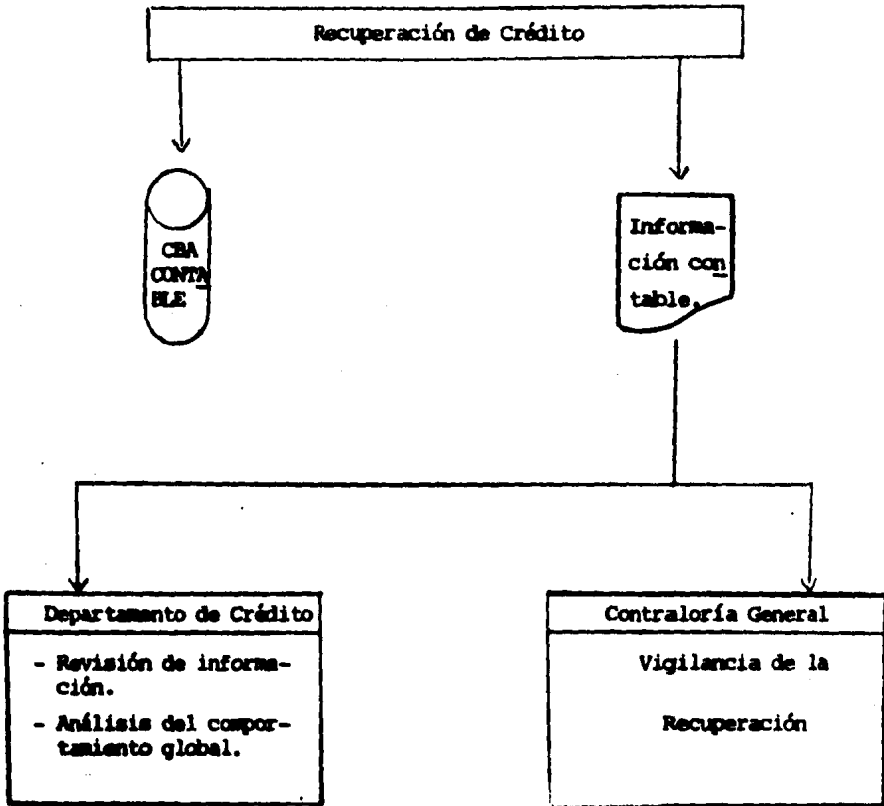 Recuperación de Crédito
CBA
CONTA
BLE
Informa-
ción con
table.
Departamento de Crédito
- Revisión de informa-
ción.
- Análisis del compor-
tamiento global.
Contraloría General
Vigilancia de la
Recuperación